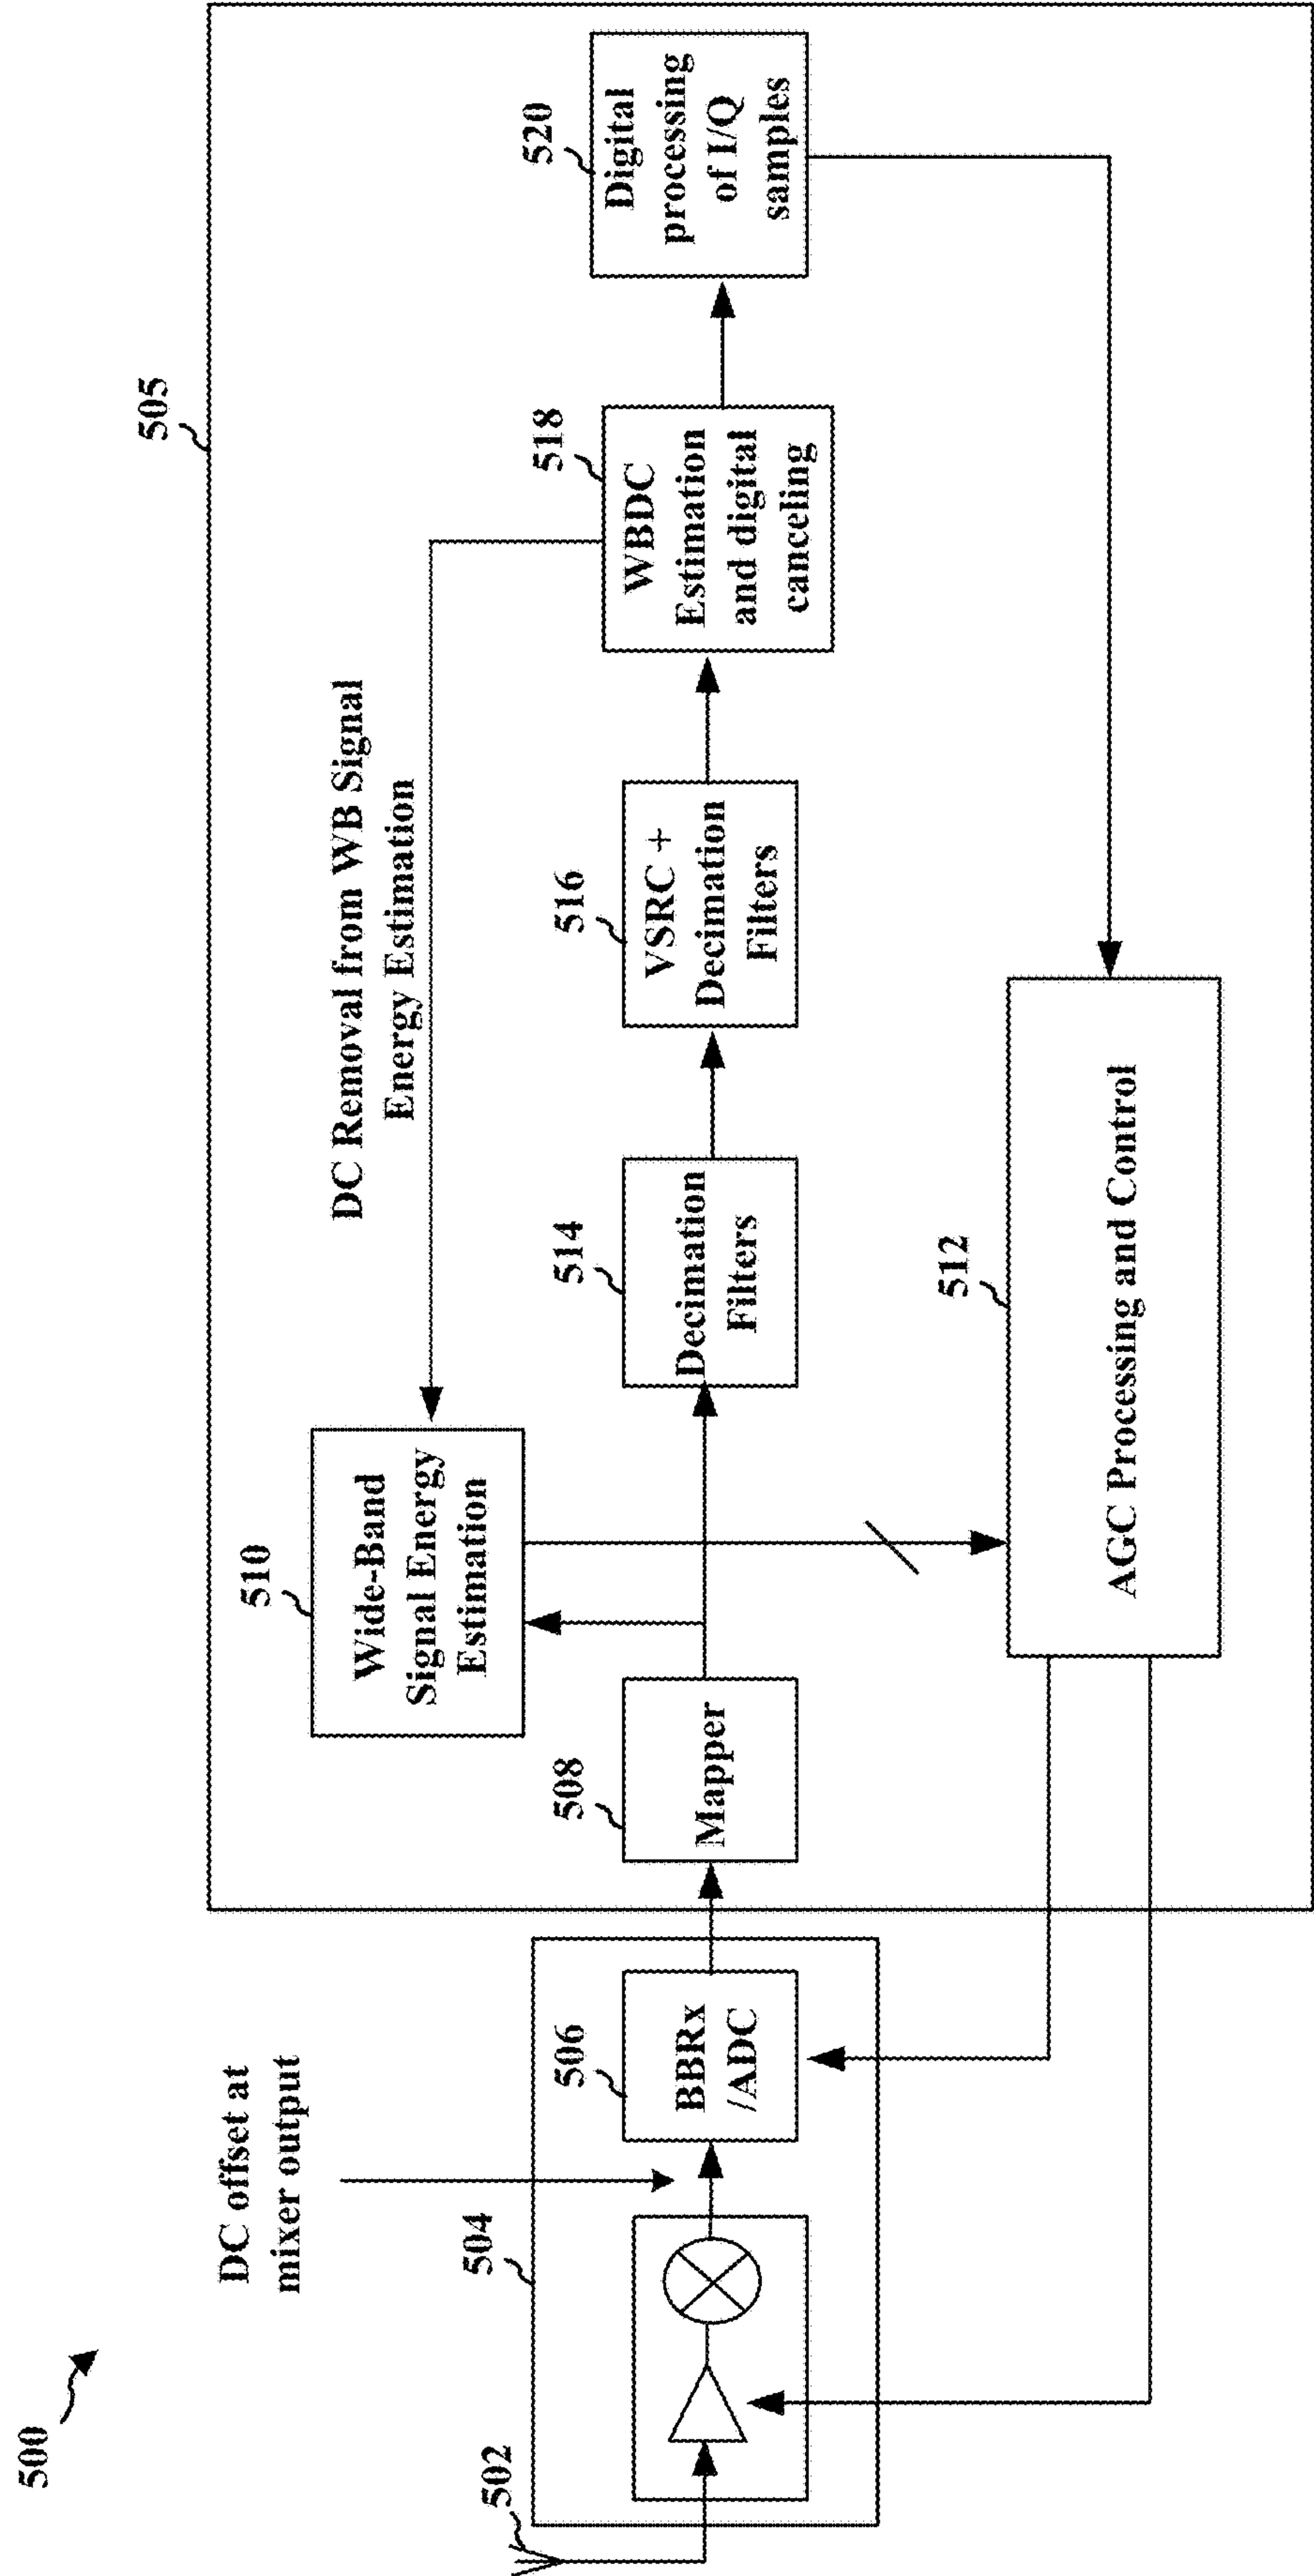 500
505
DC offset at
mixer output
DC Removal from WB Signal
Energy Estimation
510
Wide-Band
Signal Energy
Estimation
502
504
506
BBRx
/ADC
508
Mapper
514
Decimation
Filters
516
VSRC +
Decimation
Filters
518
WBDC
Estimation
and digital
canceling
520
Digital
processing
of I/Q
samples
512
AGC Processing and Control